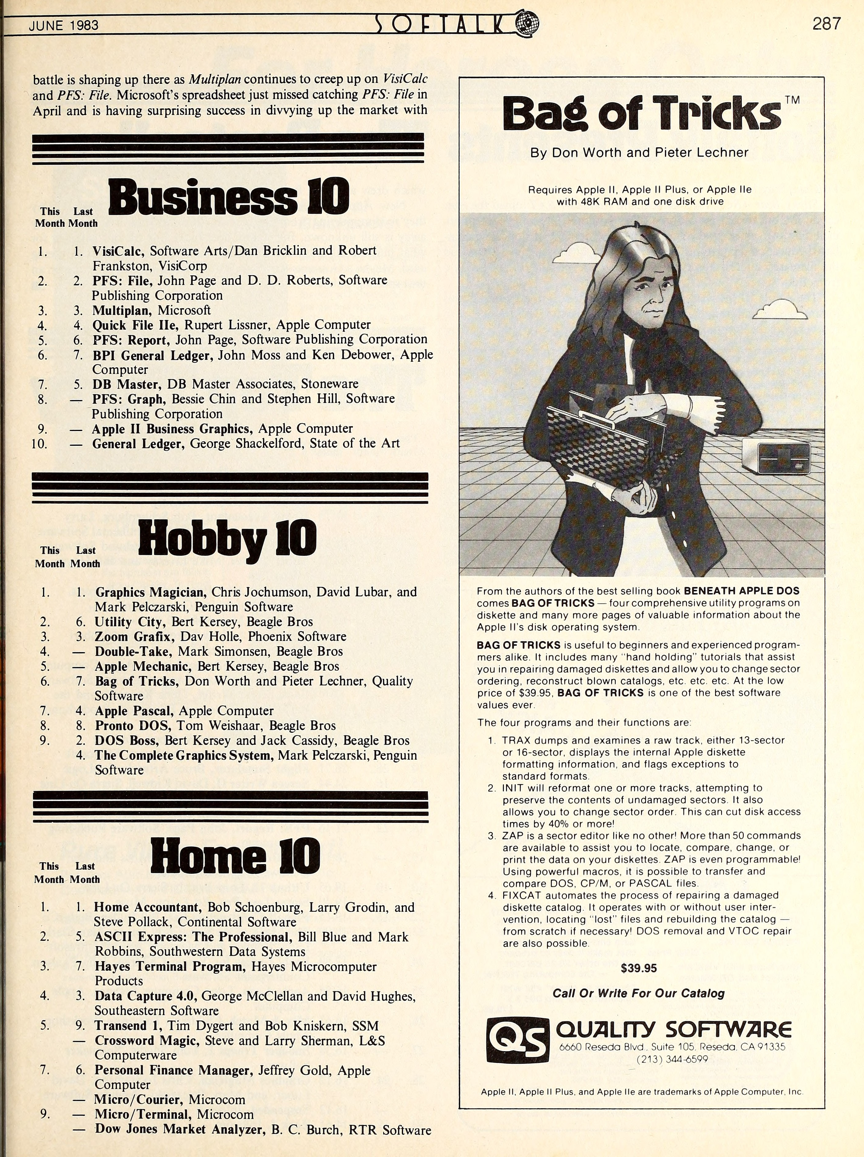 JUNE 1983
SOFTALK
287
battle is shaping up there as Multiplan continues to creep up on VisiCalc
and PFS: File. Microsoft's spreadsheet just missed catching PFS: File in
April and is having surprising success in divvying up the market with
Business 10
This Last
Month Month
1. 1. VisiCalc, Software Arts/Dan Bricklin and Robert
Frankston, VisiCorp
2. 2. PFS: File, John Page and D. D. Roberts, Software
Publishing Corporation
3. 3. Multiplan, Microsoft
4. 4. Quick File IIe, Rupert Lissner, Apple Computer
5. 6. PFS: Report, John Page, Software Publishing Corporation
6. 7. BPI General Ledger, John Moss and Ken Debower, Apple
Computer
7. 5. DB Master, DB Master Associates, Stoneware
8. — PFS: Graph, Bessie Chin and Stephen Hill, Software
Publishing Corporation
9. — Apple II Business Graphics, Apple Computer
10. — General Ledger, George Shackelford, State of the Art
Hobby 10
This Last
Month Month
1. 1. Graphics Magician, Chris Jochumson, David Lubar, and
Mark Pelczarski, Penguin Software
2. 6. Utility City, Bert Kersey, Beagle Bros
3. 3. Zoom Grafix, Dav Holle, Phoenix Software
4. — Double-Take, Mark Simonsen, Beagle Bros
5. — Apple Mechanic, Bert Kersey, Beagle Bros
6. 7. Bag of Tricks, Don Worth and Pieter Lechner, Quality
Software
7. 4. Apple Pascal, Apple Computer
8. 8. Pronto DOS, Tom Weishaar, Beagle Bros
9. 2. DOS Boss, Bert Kersey and Jack Cassidy, Beagle Bros
4. The Complete Graphics System, Mark Pelczarski, Penguin
Software
Home 10
This Last
Month Month
1. 1. Home Accountant, Bob Schoenburg, Larry Grodin, and
Steve Pollack, Continental Software
2. 5. ASCII Express: The Professional, Bill Blue and Mark
Robbins, Southwestern Data Systems
3. 7. Hayes Terminal Program, Hayes Microcomputer
Products
4. 3. Data Capture 4.0, George McClellan and David Hughes,
Southeastern Software
5. 9. Transend 1, Tim Dygert and Bob Kniskern, SSM
— Crossword Magic, Steve and Larry Sherman, L&S
Computerware
7. 6. Personal Finance Manager, Jeffrey Gold, Apple
Computer
— Micro/Courier, Microcom
9. — Micro/Terminal, Microcom
— Dow Jones Market Analyzer, B. C. Burch, RTR Software
Bag of Tricks™
By Don Worth and Pieter Lechner
Requires Apple II, Apple II Plus, or Apple IIe
with 48K RAM and one disk drive
From the authors of the best selling book BENEATH APPLE DOS
comes BAG OF TRICKS — four comprehensive utility programs on
diskette and many more pages of valuable information about the
Apple II's disk operating system.
BAG OF TRICKS is useful to beginners and experienced program-
mers alike. It includes many "hand holding" tutorials that assist
you in repairing damaged diskettes and allow you to change sector
ordering, reconstruct blown catalogs, etc. etc. etc. At the low
price of $39.95, BAG OF TRICKS is one of the best software
values ever.
The four programs and their functions are:
1. TRAX dumps and examines a raw track, either 13-sector
or 16-sector, displays the internal Apple diskette
formatting information, and flags exceptions to
standard formats.
2. INIT will reformat one or more tracks, attempting to
preserve the contents of undamaged sectors. It also
allows you to change sector order. This can cut disk access
times by 40% or more!
3. ZAP is a sector editor like no other! More than 50 commands
are available to assist you to locate, compare, change, or
print the data on your diskettes. ZAP is even programmable!
Using powerful macros, it is possible to transfer and
compare DOS, CP/M, or PASCAL files.
4. FIXCAT automates the process of repairing a damaged
diskette catalog. It operates with or without user inter-
vention, locating "lost" files and rebuilding the catalog —
from scratch if necessary! DOS removal and VTOC repair
are also possible.
$39.95
Call Or Write For Our Catalog
QS QUALITY SOFTWARE
6660 Reseda Blvd., Suite 105, Reseda, CA 91335
(213) 344-6599
Apple II, Apple II Plus, and Apple IIe are trademarks of Apple Computer, Inc.